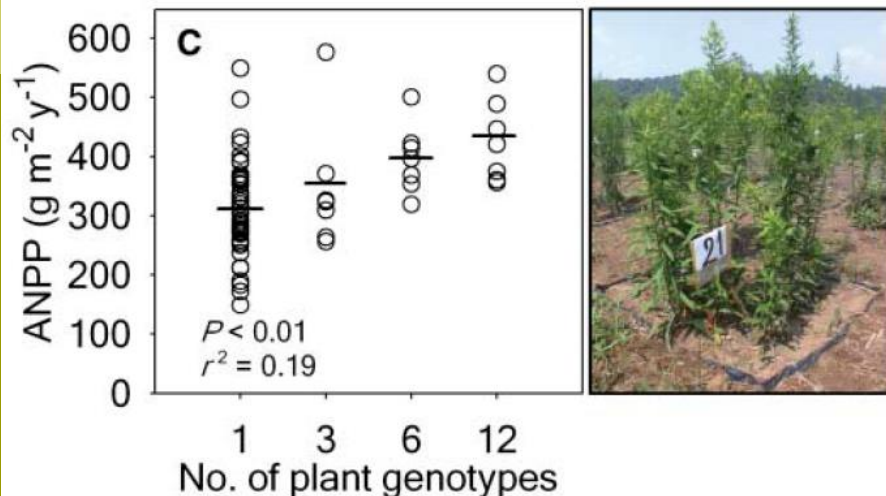 C
600
500
400
300
200
100
0
ANPP (g m⁻² y⁻¹)
P < 0.01
r² = 0.19
1 3 6 12
No. of plant genotypes
21